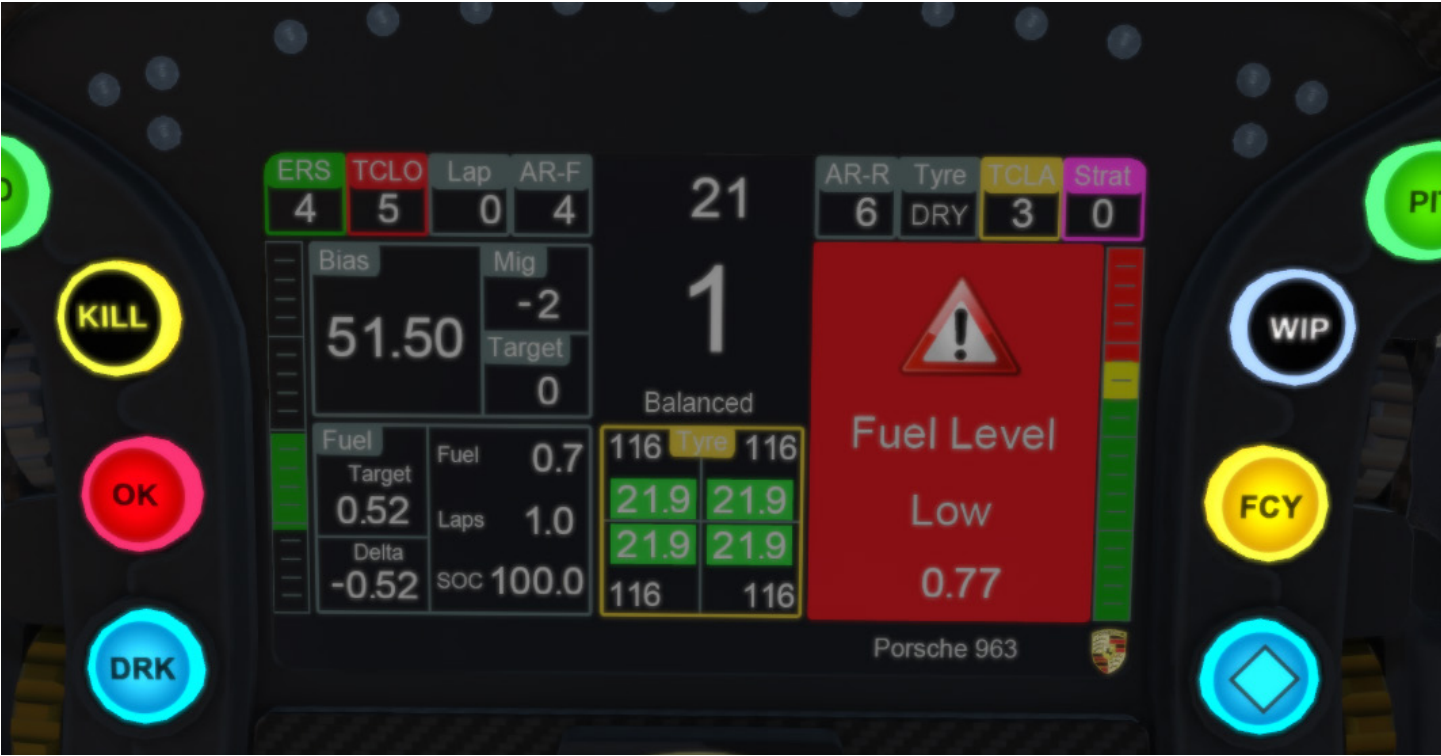 ERS TCLO Lap AR-F
4 5 0 4
21
AR-R Tyre TCLA Strat
6 DRY 3 0
Bias
51.50
Mig
-2
Target
0
1
Balanced
Fuel
Target
0.52
Delta
-0.52
Fuel 0.7
Laps 1.0
SOC 100.0
116 Tyre 116
21.9 21.9
21.9 21.9
116 116
Fuel Level
Low
0.77
Porsche 963
KILL
OK
DRK
WIP
FCY